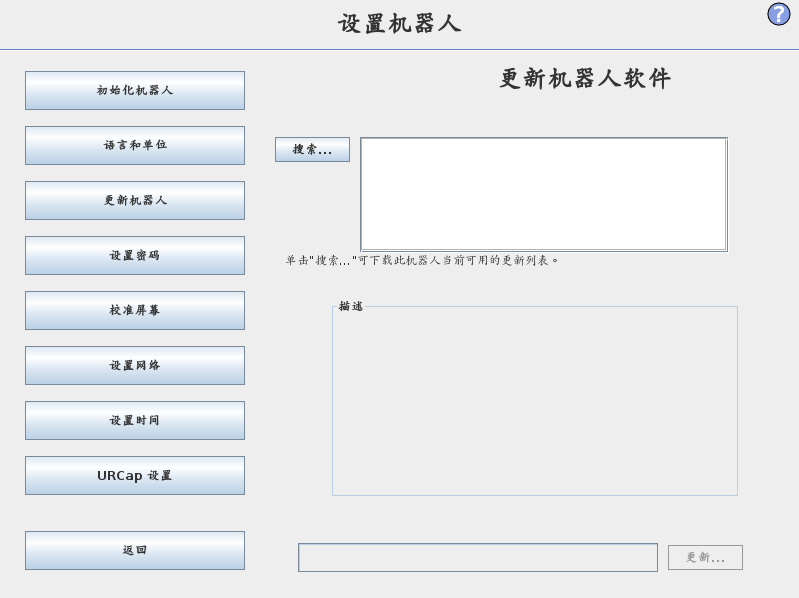 设置机器人
?
初始化机器人
语言和单位
更新机器人
设置密码
校准屏幕
设置网络
设置时间
URCap 设置
返回
更新机器人软件
搜索...
单击"搜索..."可下载此机器人当前可用的更新列表。
描述
更新...